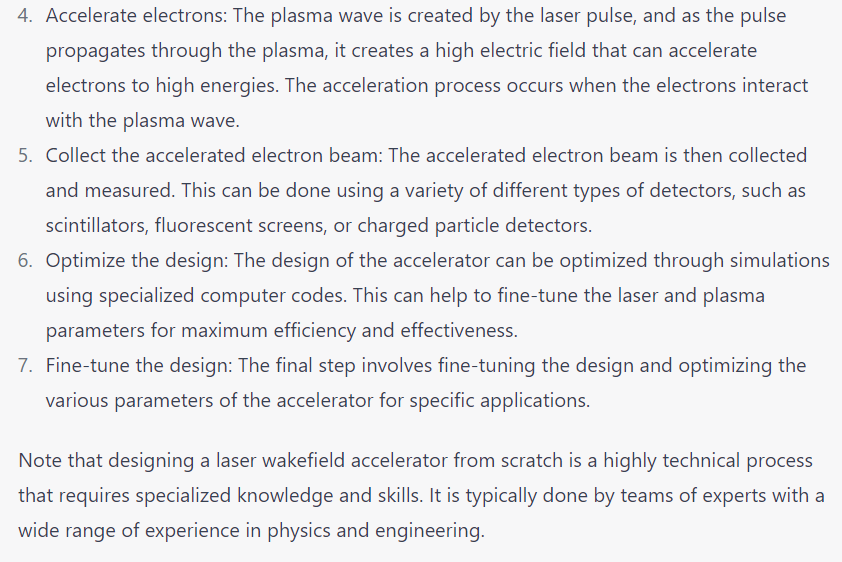 4. Accelerate electrons: The plasma wave is created by the laser pulse, and as the pulse
propagates through the plasma, it creates a high electric field that can accelerate
electrons to high energies. The acceleration process occurs when the electrons interact
with the plasma wave.
5. Collect the accelerated electron beam: The accelerated electron beam is then collected
and measured. This can be done using a variety of different types of detectors, such as
scintillators, fluorescent screens, or charged particle detectors.
6. Optimize the design: The design of the accelerator can be optimized through simulations
using specialized computer codes. This can help to fine-tune the laser and plasma
parameters for maximum efficiency and effectiveness.
7. Fine-tune the design: The final step involves fine-tuning the design and optimizing the
various parameters of the accelerator for specific applications.
Note that designing a laser wakefield accelerator from scratch is a highly technical process
that requires specialized knowledge and skills. It is typically done by teams of experts with a
wide range of experience in physics and engineering.